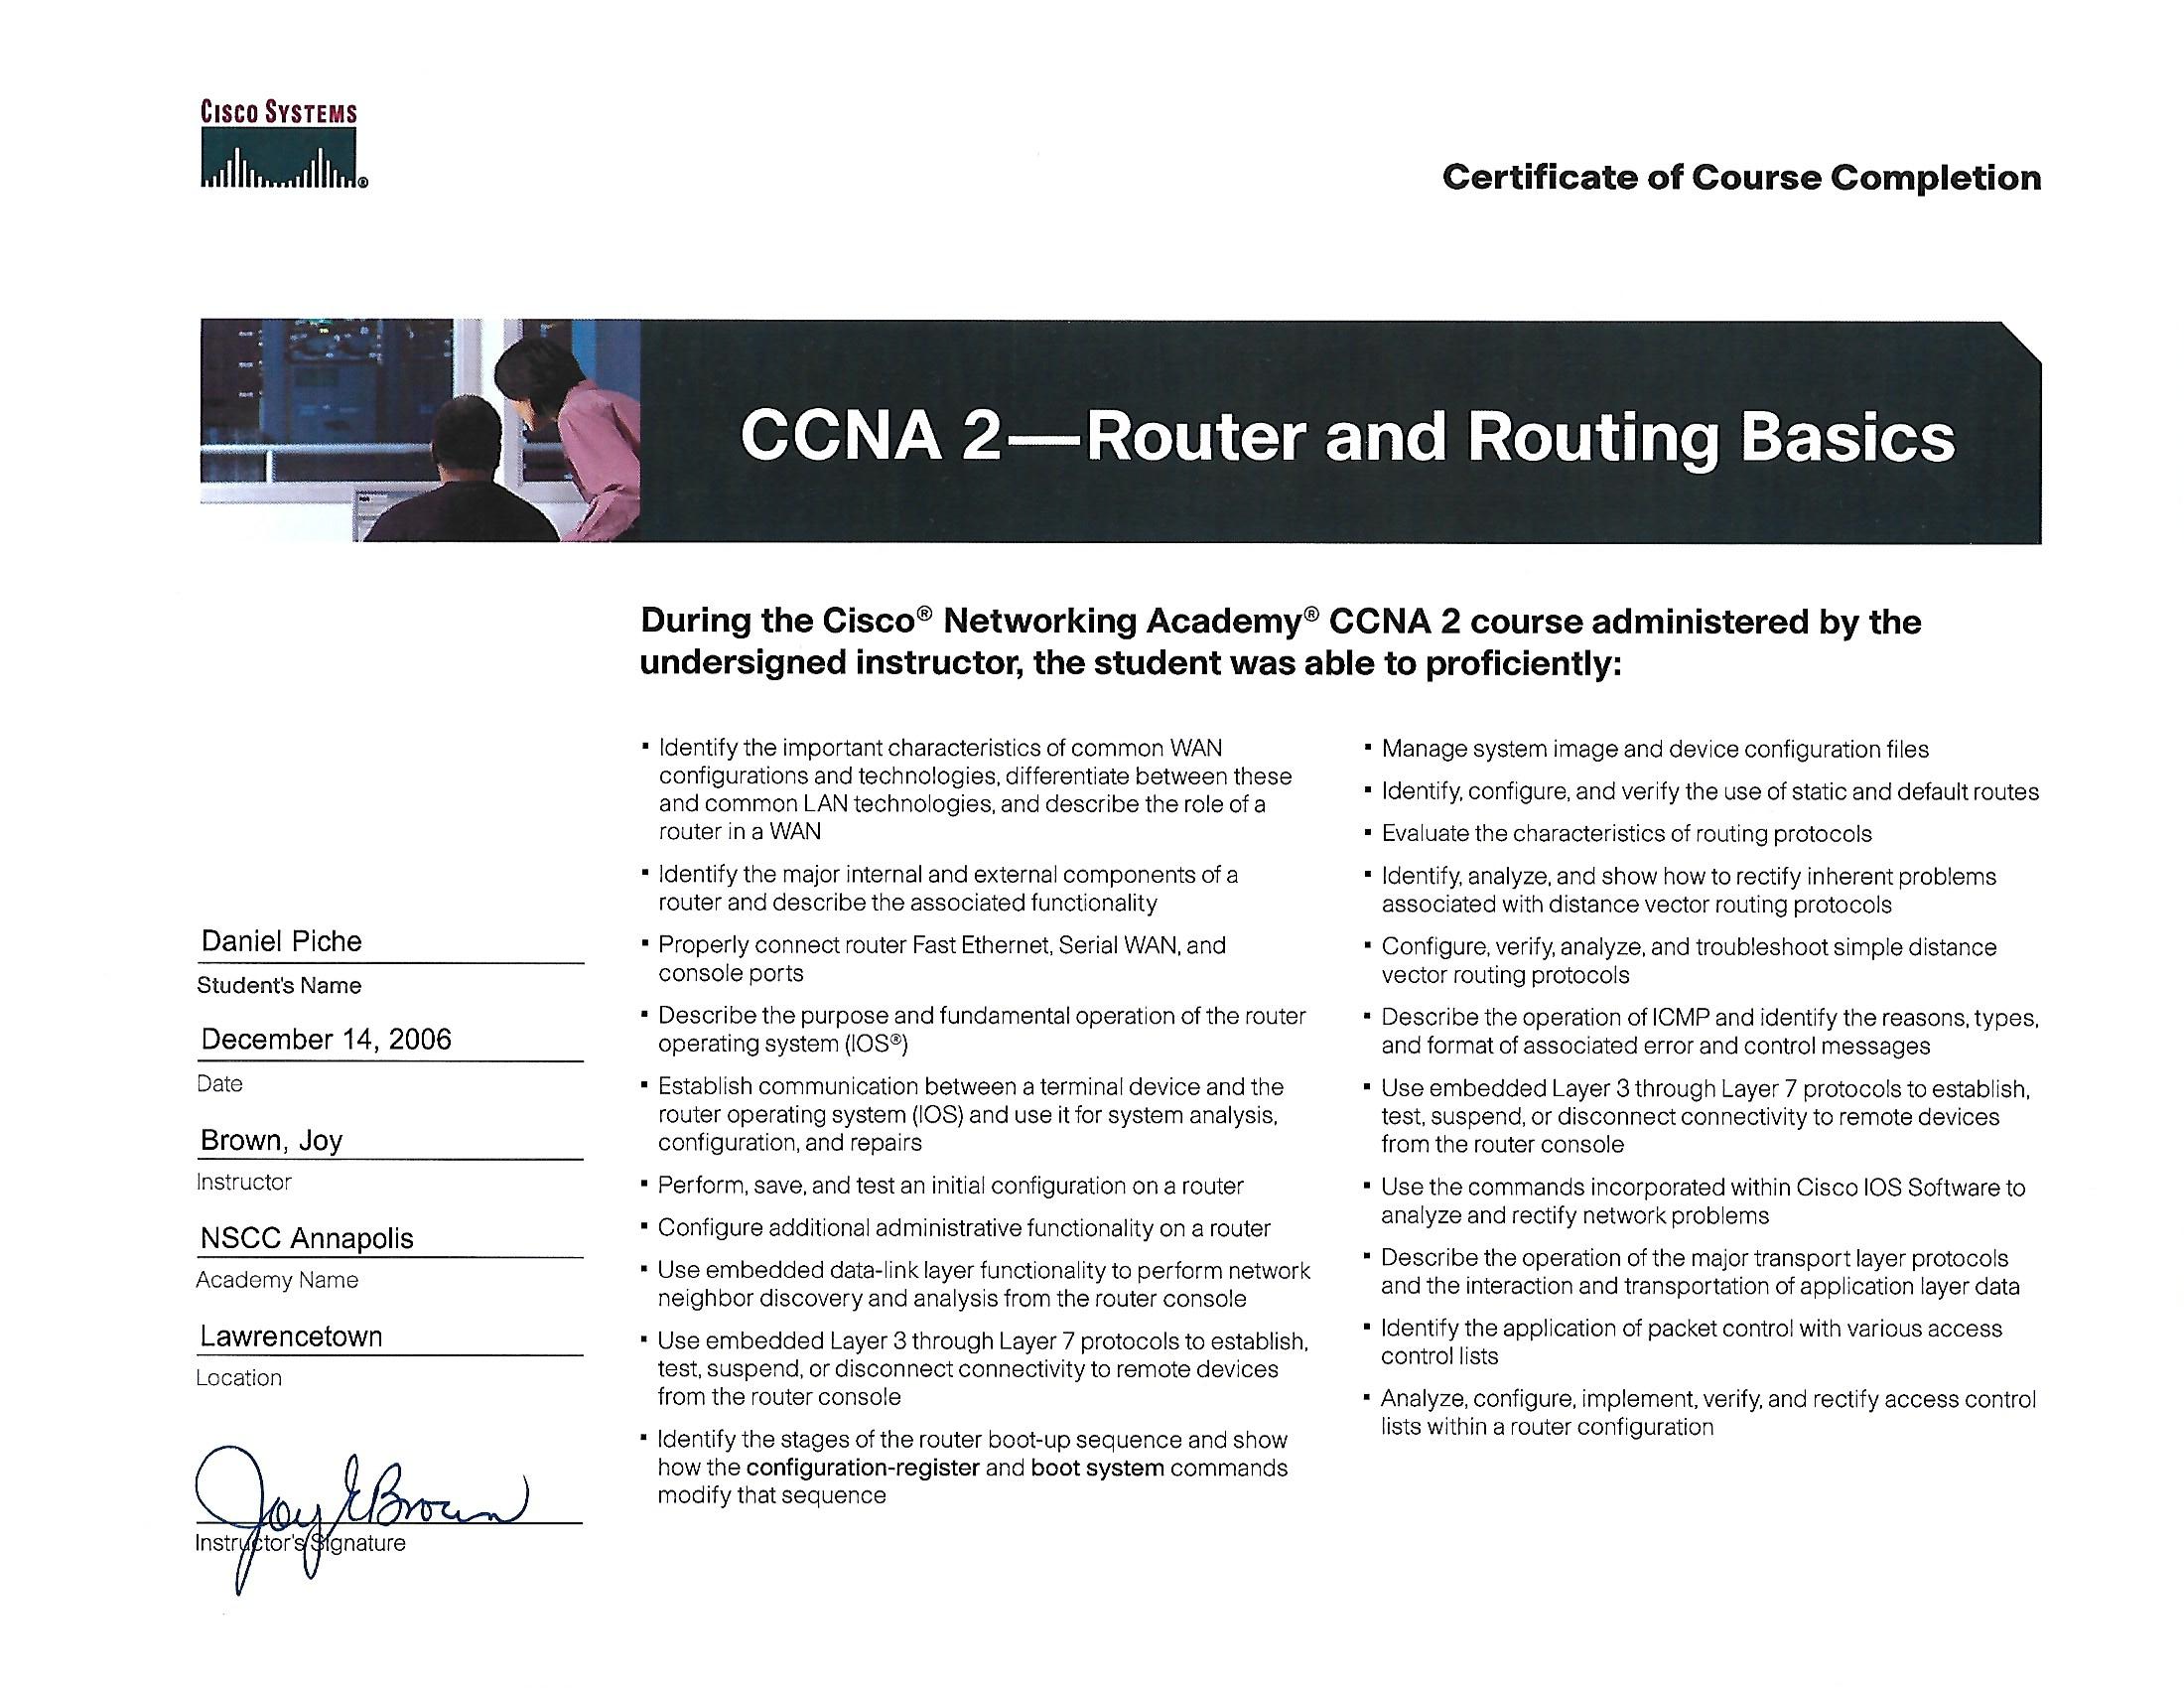 CISCO SYSTEMS
®
Certificate of Course Completion
CCNA 2—Router and Routing Basics
During the Cisco® Networking Academy® CCNA 2 course administered by the
undersigned instructor, the student was able to proficiently:
Daniel Piche
Student's Name
December 14, 2006
Date
Brown, Joy
Instructor
NSCC Annapolis
Academy Name
Lawrencetown
Location
Joy E Brown
Instructor's Signature
▪ Identify the important characteristics of common WAN
configurations and technologies, differentiate between these
and common LAN technologies, and describe the role of a
router in a WAN
▪ Identify the major internal and external components of a
router and describe the associated functionality
▪ Properly connect router Fast Ethernet, Serial WAN, and
console ports
▪ Describe the purpose and fundamental operation of the router
operating system (IOS®)
▪ Establish communication between a terminal device and the
router operating system (IOS) and use it for system analysis,
configuration, and repairs
▪ Perform, save, and test an initial configuration on a router
▪ Configure additional administrative functionality on a router
▪ Use embedded data-link layer functionality to perform network
neighbor discovery and analysis from the router console
▪ Use embedded Layer 3 through Layer 7 protocols to establish,
test, suspend, or disconnect connectivity to remote devices
from the router console
▪ Identify the stages of the router boot-up sequence and show
how the configuration-register and boot system commands
modify that sequence
▪ Manage system image and device configuration files
▪ Identify, configure, and verify the use of static and default routes
▪ Evaluate the characteristics of routing protocols
▪ Identify, analyze, and show how to rectify inherent problems
associated with distance vector routing protocols
▪ Configure, verify, analyze, and troubleshoot simple distance
vector routing protocols
▪ Describe the operation of ICMP and identify the reasons, types,
and format of associated error and control messages
▪ Use embedded Layer 3 through Layer 7 protocols to establish,
test, suspend, or disconnect connectivity to remote devices
from the router console
▪ Use the commands incorporated within Cisco IOS Software to
analyze and rectify network problems
▪ Describe the operation of the major transport layer protocols
and the interaction and transportation of application layer data
▪ Identify the application of packet control with various access
control lists
▪ Analyze, configure, implement, verify, and rectify access control
lists within a router configuration